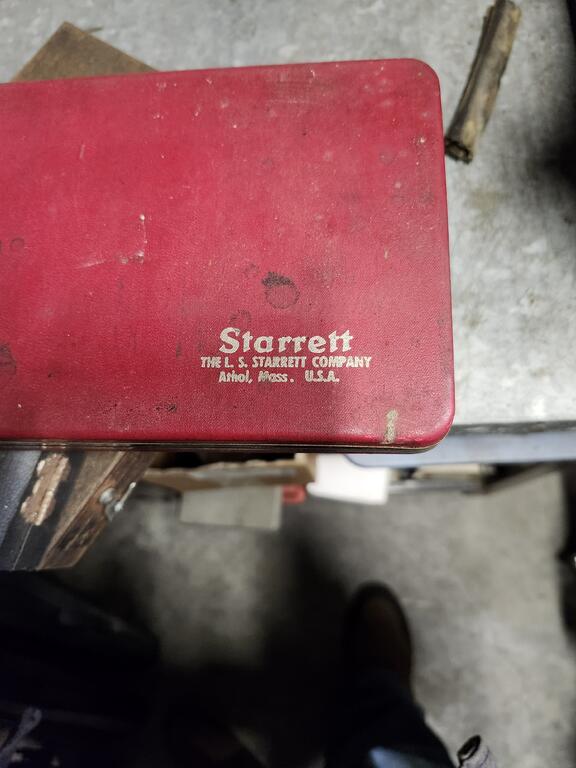 Starrett
THE L. S. STARRETT COMPANY
Athol, Mass. U.S.A.